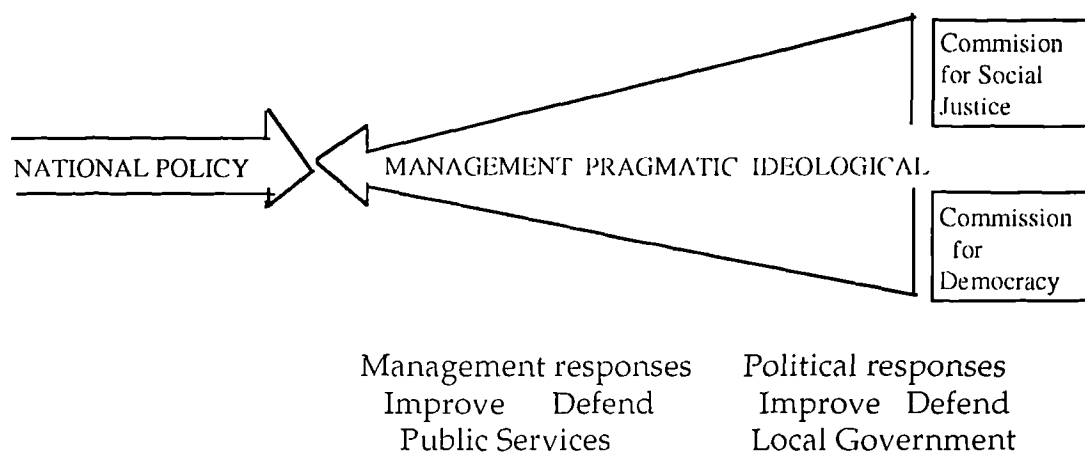 Commision
for Social
Justice
NATIONAL POLICY
MANAGEMENT PRAGMATIC IDEOLOGICAL
Commission
for
Democracy
Management responses
Improve Defend
Public Services
Political responses
Improve Defend
Local Government